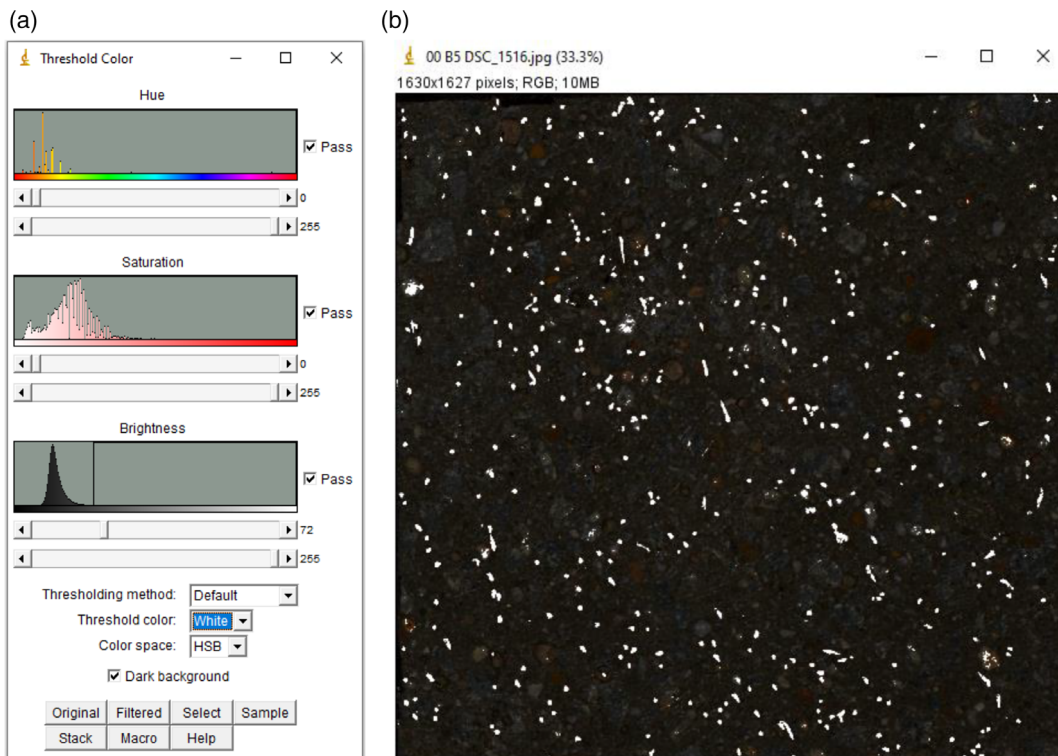 (a)
Threshold Color
Hue
Pass
0
255
Saturation
Pass
0
255
Brightness
Pass
72
255
Thresholding method: Default
Threshold color: White
Color space: HSB
Dark background
Original Filtered Select Sample
Stack Macro Help
(b)
00 B5 DSC_1516.jpg (33.3%)
1630x1627 pixels; RGB; 10MB